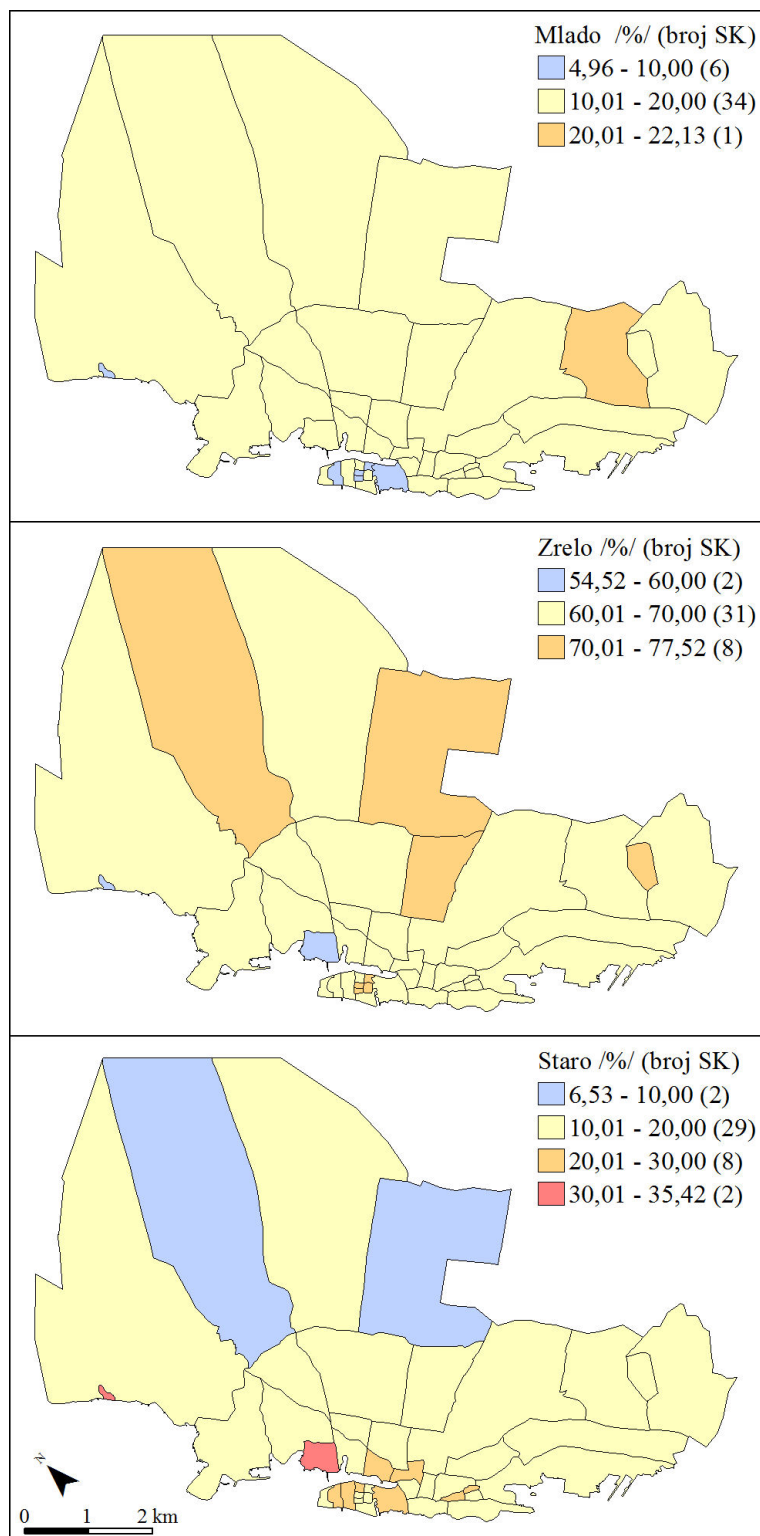 Mlado /%/ (broj SK)
4,96 - 10,00 (6)
10,01 - 20,00 (34)
20,01 - 22,13 (1)
Zrelo /%/ (broj SK)
54,52 - 60,00 (2)
60,01 - 70,00 (31)
70,01 - 77,52 (8)
Staro /%/ (broj SK)
6,53 - 10,00 (2)
10,01 - 20,00 (29)
20,01 - 30,00 (8)
30,01 - 35,42 (2)
N
0 1 2 km